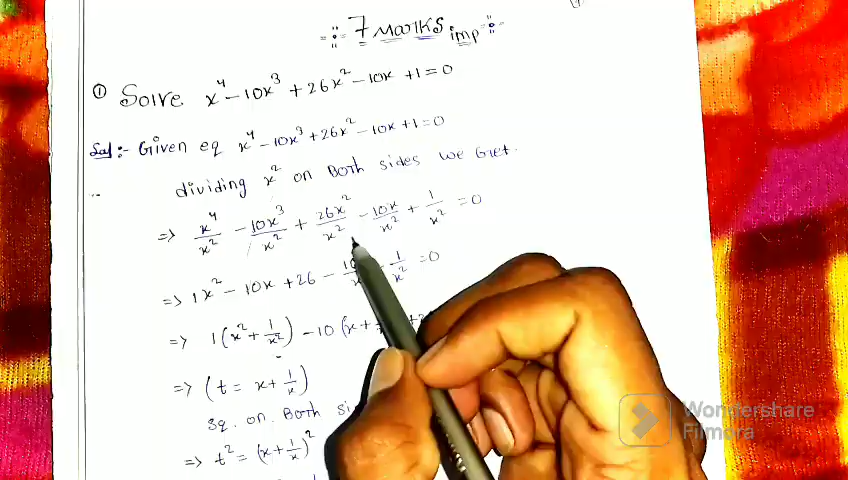 7 Marks imp
① Solve x⁴ - 10x³ + 26x² - 10x + 1 = 0
Sol :- Given eq x⁴ - 10x³ + 26x² - 10x + 1 = 0
dividing x² on Both sides we Get.
=> x⁴/x² - 10x³/x² + 26x²/x² - 10x/x² + 1/x² = 0
=> 1x² - 10x + 26 - 1/x² = 0
=> 1(x² + 1/x²) - 10(x +
=> (t = x + 1/x)
Sq. on. Both
=> t² = (x + 1/x)²
Wondershare
Filmora